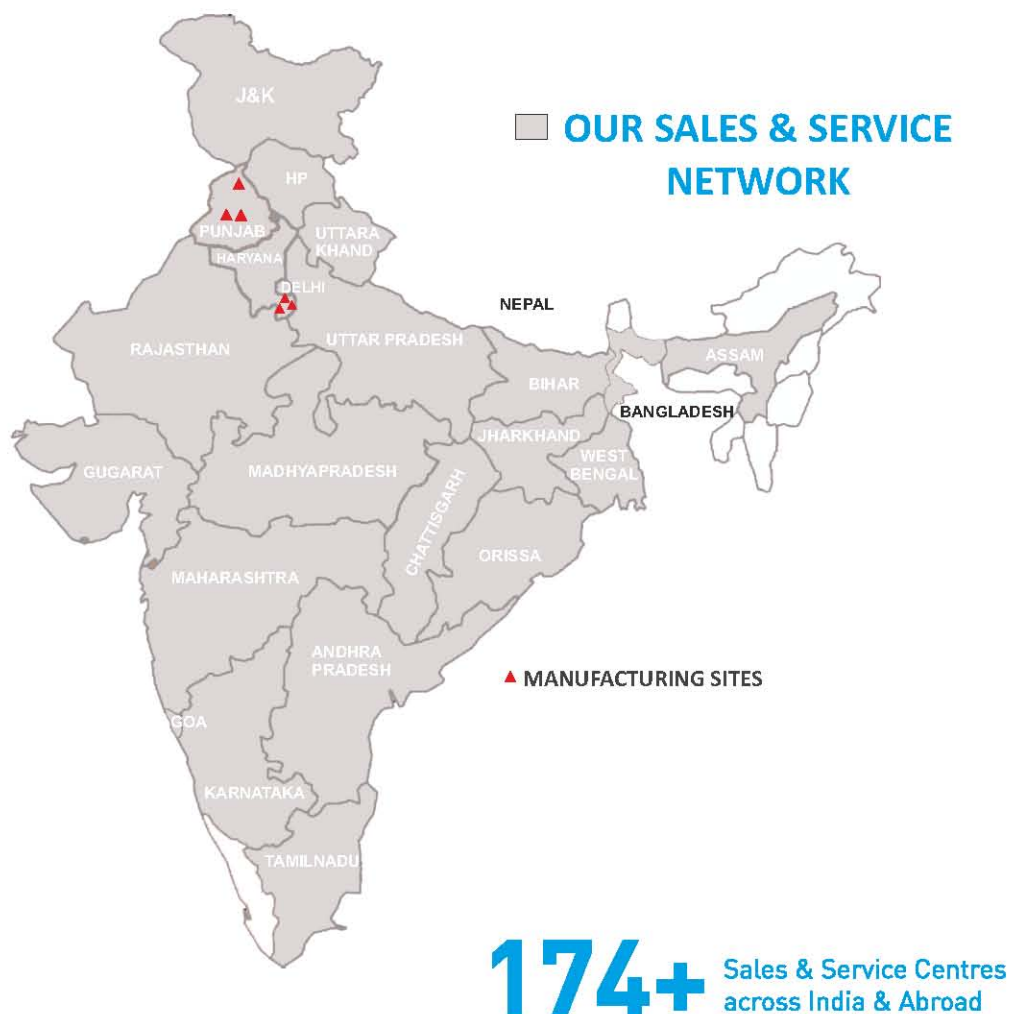 J&K
OUR SALES & SERVICE
NETWORK
HP
PUNJAB
UTTARA
KHAND
HARYANA
DELHI
NEPAL
RAJASTHAN
UTTAR PRADESH
ASSAM
BIHAR
BANGLADESH
JHARKHAND
WEST
BENGAL
GUGARAT
MADHYAPRADESH
CHATTISGARH
ORISSA
MAHARASHTRA
ANDHRA
PRADESH
MANUFACTURING SITES
GOA
KARNATAKA
TAMILNADU
174+
Sales & Service Centres
across India & Abroad